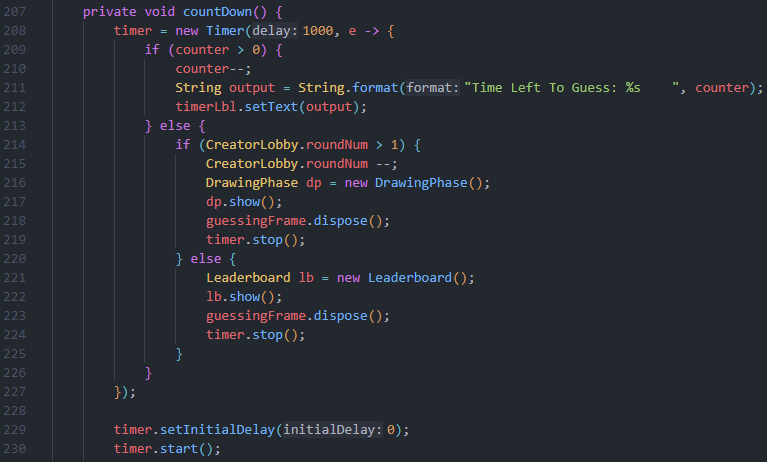 207 private void countDown() {
208 timer = new Timer( delay: 1000, e -> {
209 if (counter > 0) {
210 counter--;
211 String output = String.format( format: "Time Left To Guess: %s    ", counter);
212 timerLbl.setText(output);
213 } else {
214 if (CreatorLobby.roundNum > 1) {
215 CreatorLobby.roundNum --;
216 DrawingPhase dp = new DrawingPhase();
217 dp.show();
218 guessingFrame.dispose();
219 timer.stop();
220 } else {
221 Leaderboard lb = new Leaderboard();
222 lb.show();
223 guessingFrame.dispose();
224 timer.stop();
225 }
226 }
227 });
228
229 timer.setInitialDelay( initialDelay: 0);
230 timer.start();